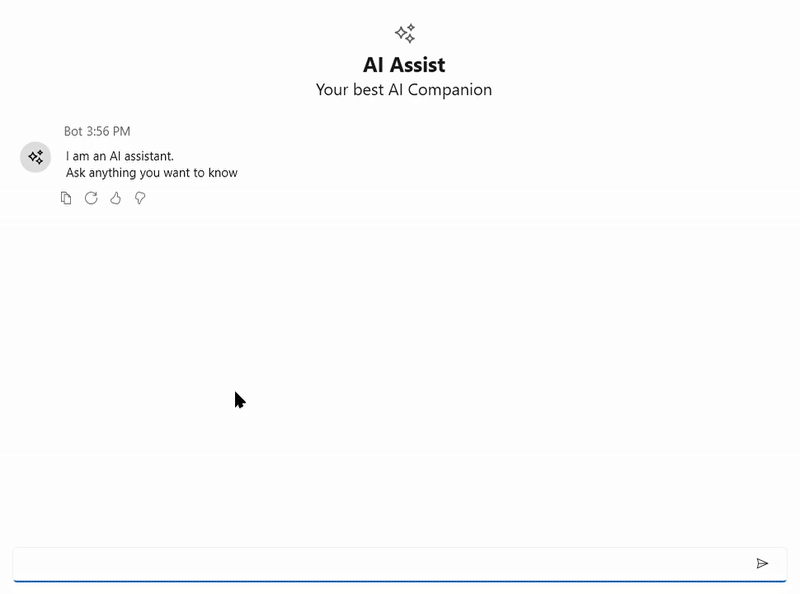 AI Assist
Your best AI Companion
Bot 3:56 PM
I am an AI assistant.
Ask anything you want to know